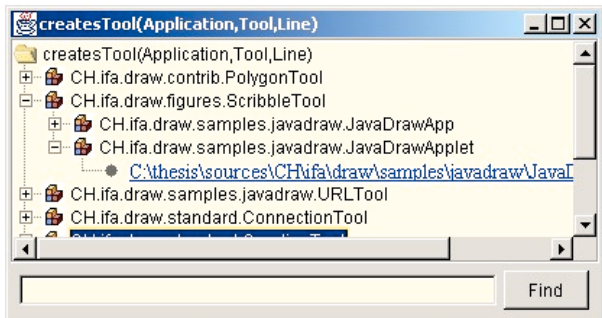 createsTool(Application,Tool,Line)
createsTool(Application,Tool,Line)
CH.ifa.draw.contrib.PolygonTool
CH.ifa.draw.figures.ScribbleTool
CH.ifa.draw.samples.javadraw.JavaDrawApp
CH.ifa.draw.samples.javadraw.JavaDrawApplet
C:\thesis\sources\CH\ifa\draw\samples\javadraw\JavaD
CH.ifa.draw.samples.javadraw.URLTool
CH.ifa.draw.standard.ConnectionTool
Find